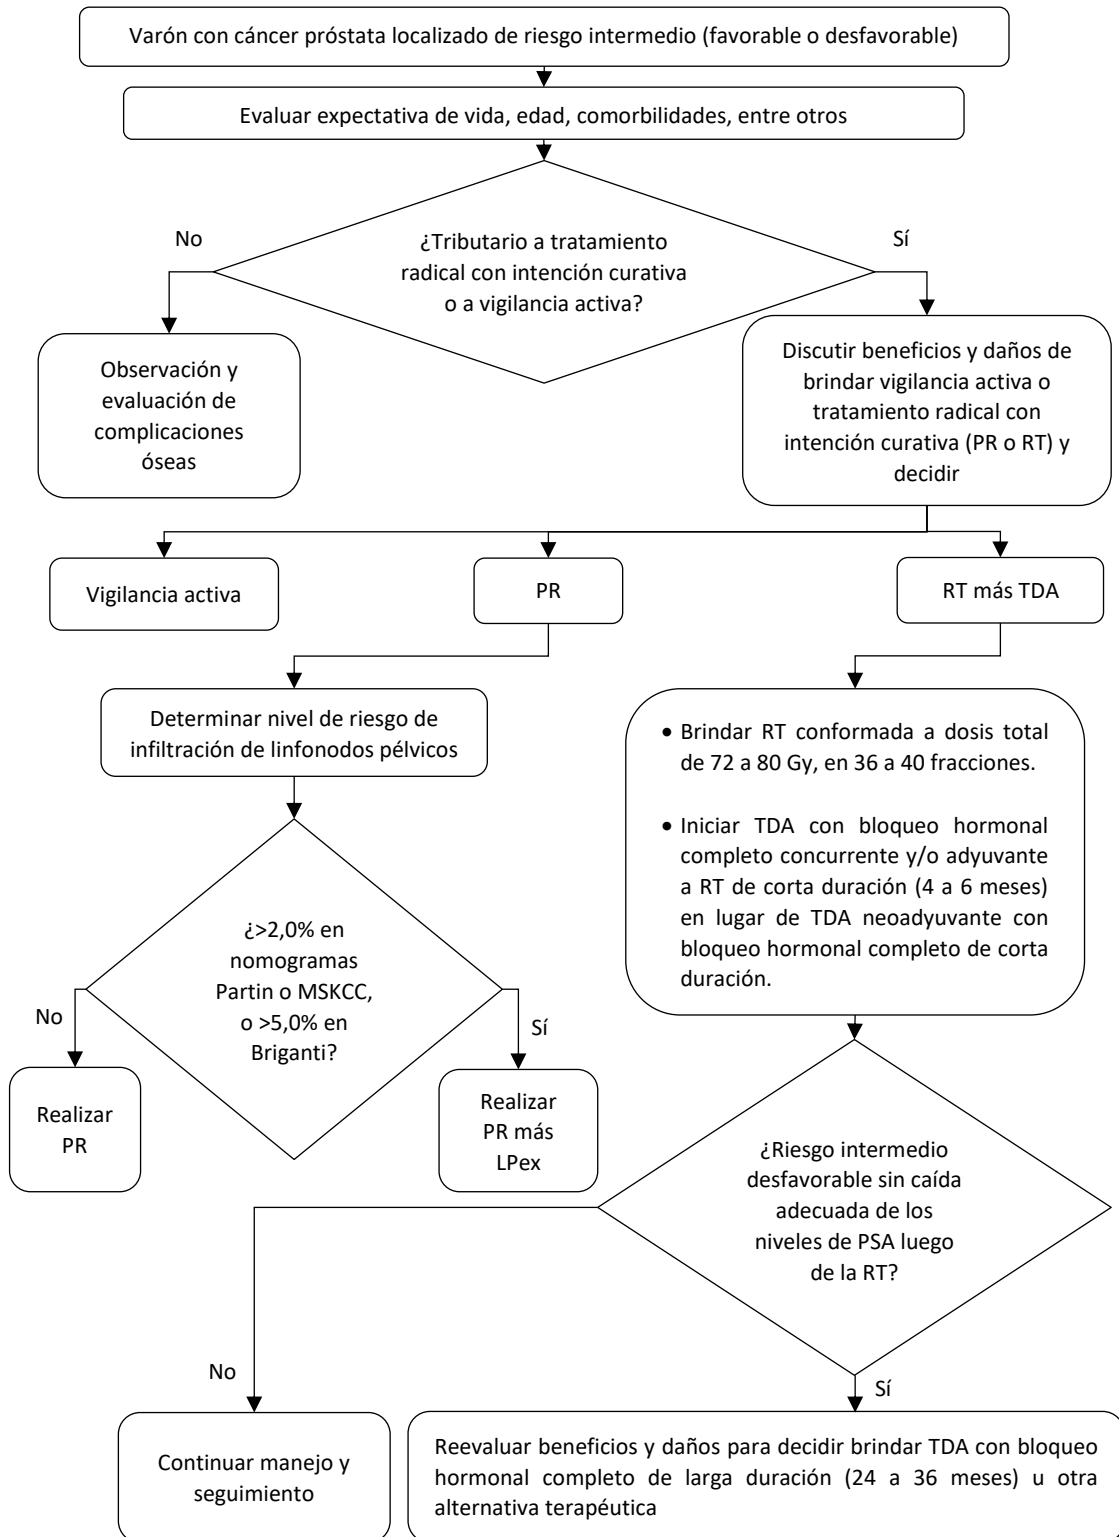 Varón con cáncer próstata localizado de riesgo intermedio (favorable o desfavorable)
Evaluar expectativa de vida, edad, comorbilidades, entre otros
No
¿Tributario a tratamiento
radical con intención curativa
o a vigilancia activa?
Sí
Observación y
evaluación de
complicaciones
óseas
Discutir beneficios y daños de
brindar vigilancia activa o
tratamiento radical con
intención curativa (PR o RT) y
decidir
Vigilancia activa
PR
RT más TDA
Determinar nivel de riesgo de
infiltración de linfonodos pélvicos
• Brindar RT conformada a dosis total
de 72 a 80 Gy, en 36 a 40 fracciones.
• Iniciar TDA con bloqueo hormonal
completo concurrente y/o adyuvante
a RT de corta duración (4 a 6 meses)
en lugar de TDA neoadyuvante con
bloqueo hormonal completo de corta
duración.
¿>2,0% en
nomogramas
Partin o MSKCC,
o >5,0% en
Briganti?
No
Sí
Realizar
PR
Realizar
PR más
LPex
¿Riesgo intermedio
desfavorable sin caída
adecuada de los
niveles de PSA luego
de la RT?
No
Sí
Continuar manejo y
seguimiento
Reevaluar beneficios y daños para decidir brindar TDA con bloqueo
hormonal completo de larga duración (24 a 36 meses) u otra
alternativa terapéutica